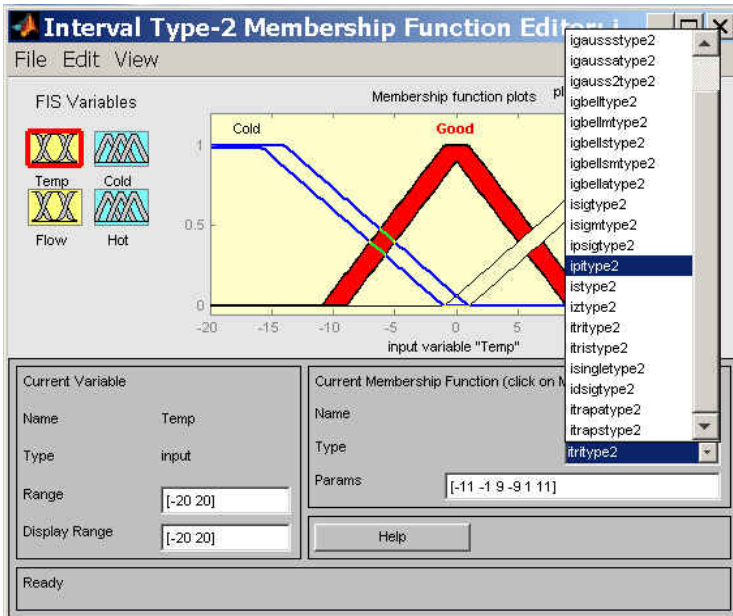 Interval Type-2 Membership Function Editor: i
File Edit View
FIS Variables
Membership function plots
Cold
Good
1
0.5
0
-20 -15 -10 -5 0 5
input variable "Temp"
Temp
Cold
Flow
Hot
igaussstype2
igaussatype2
igauss2type2
igbelltype2
igbellmtype2
igbellstype2
igbellsmtype2
igbellatype2
isigtype2
isigmtype2
ipsigtype2
ipitype2
istype2
iztype2
itritype2
itristype2
isingletype2
idsigtype2
itrapatype2
itrapstype2
itritype2
Current Variable
Name Temp
Type input
Range [-20 20]
Display Range [-20 20]
Current Membership Function (click on
Name
Type
Params [-11 -1 9 -9 1 11]
Help
Ready